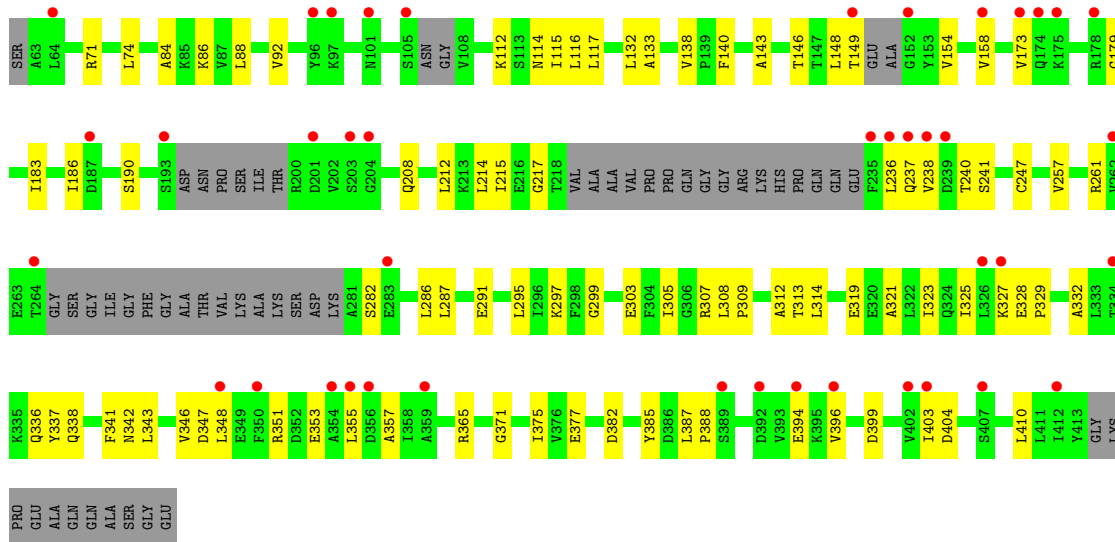 SER A63 L64 R71 L74 A84 K85 K86 V87 L88 V92 Y96 K97 N101 S105 ASN GLY V108 K112 S113 N114 I115 L116 L117 L132 A133 V138 P139 F140 A143 T146 T147 L148 T149 GLU ALA G152 Y153 V154 V158 V173 Q174 K175 R178
I183 I186 D187 S190 S193 ASP ASN PRO SER ILE THR R200 D201 V202 S203 G204 Q208 L212 K213 L214 I215 E216 G217 T218 VAL ALA ALA VAL PRO PRO GLN GLY GLY ARG LYS HIS PRO GLN GLN GLU F235 L236 Q237 V238 D239 T240 S241 C247 V257 R261
E263 T264 GLY SER GLY ILE GLY PHE GLY ALA THR VAL LYS ALA LYS SER ASP LYS A281 S282 E283 L286 L287 E291 L295 I296 K297 F298 G299 E303 F304 I305 G306 R307 L308 P309 A312 T313 L314 E319 E320 A321 L322 I323 Q324 I325 L326 K327 E328 P329 A332 L333 T334
K335 Q336 Y337 Q338 F341 N342 L343 V346 D347 L348 E349 F350 R351 D352 E353 A354 L355 D356 A357 I358 A359 R365 G371 I375 V376 E377 D382 Y385 D386 L387 P388 S389 D392 V393 E394 K395 V396 D399 V402 I403 D404 S407 L410 L411 I412 Y413 GLY LYS
PRO GLU ALA GLN GLN ALA SER GLY GLU